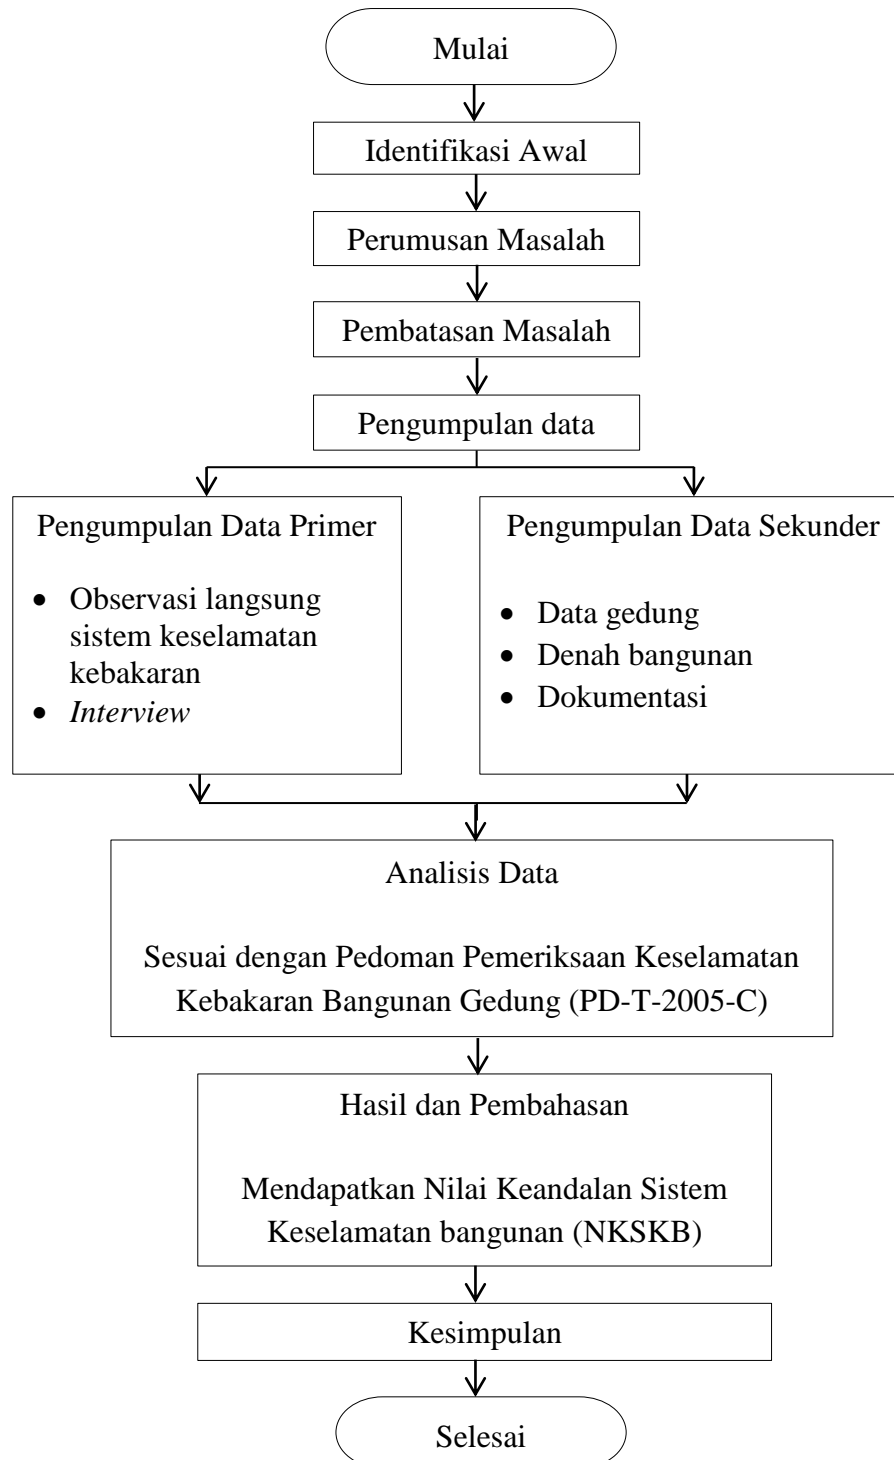 Mulai
Identifikasi Awal
Perumusan Masalah
Pembatasan Masalah
Pengumpulan data
Pengumpulan Data Primer
• Observasi langsung
sistem keselamatan
kebakaran
• Interview
Pengumpulan Data Sekunder
• Data gedung
• Denah bangunan
• Dokumentasi
Analisis Data
Sesuai dengan Pedoman Pemeriksaan Keselamatan
Kebakaran Bangunan Gedung (PD-T-2005-C)
Hasil dan Pembahasan
Mendapatkan Nilai Keandalan Sistem
Keselamatan bangunan (NKSKB)
Kesimpulan
Selesai